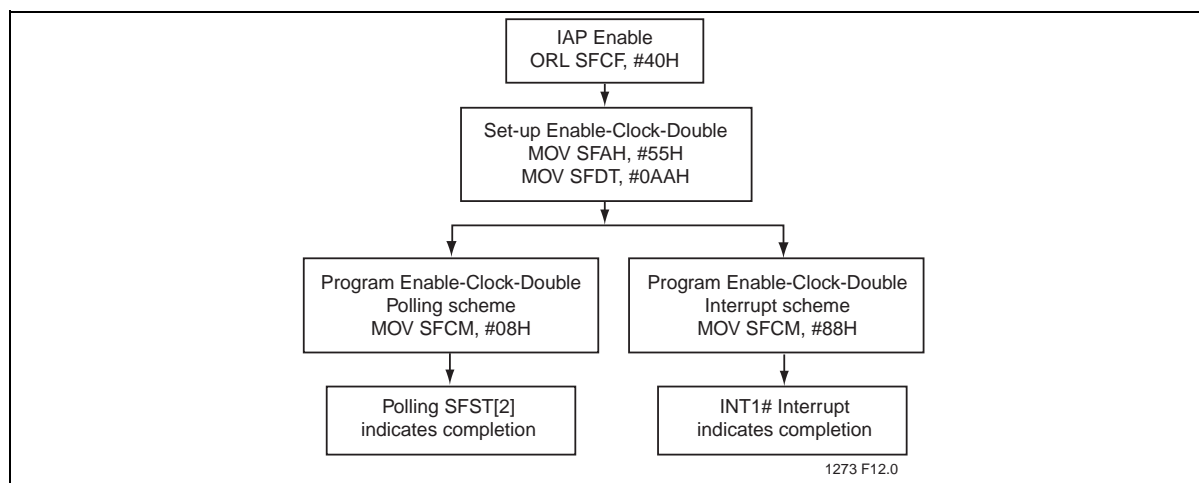 IAP Enable
ORL SFCF, #40H
Set-up Enable-Clock-Double
MOV SFAH, #55H
MOV SFDT, #0AAH
Program Enable-Clock-Double
Polling scheme
MOV SFCM, #08H
Program Enable-Clock-Double
Interrupt scheme
MOV SFCM, #88H
Polling SFST[2]
indicates completion
INT1# Interrupt
indicates completion
1273 F12.0